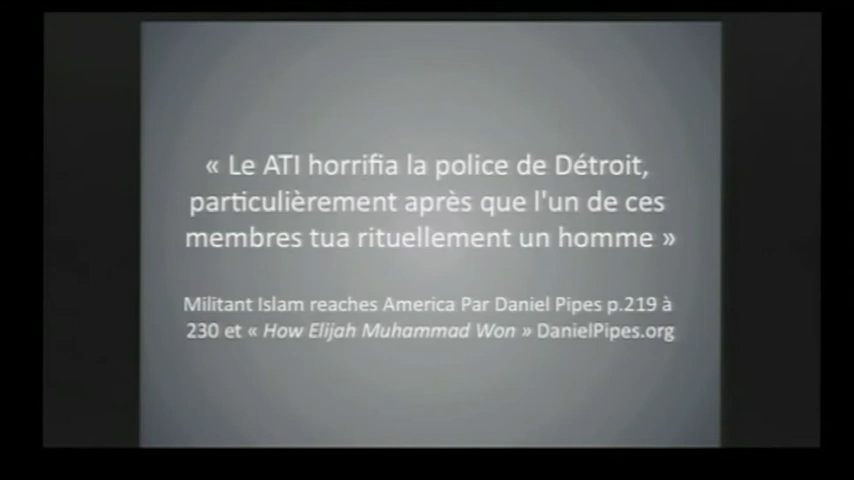 « Le ATI horrifia la police de Détroit,
particulièrement après que l'un de ces
membres tua rituellement un homme »
Militant Islam reaches America Par Daniel Pipes p.219 à
230 et « How Elijah Muhammad Won » DanielPipes.org